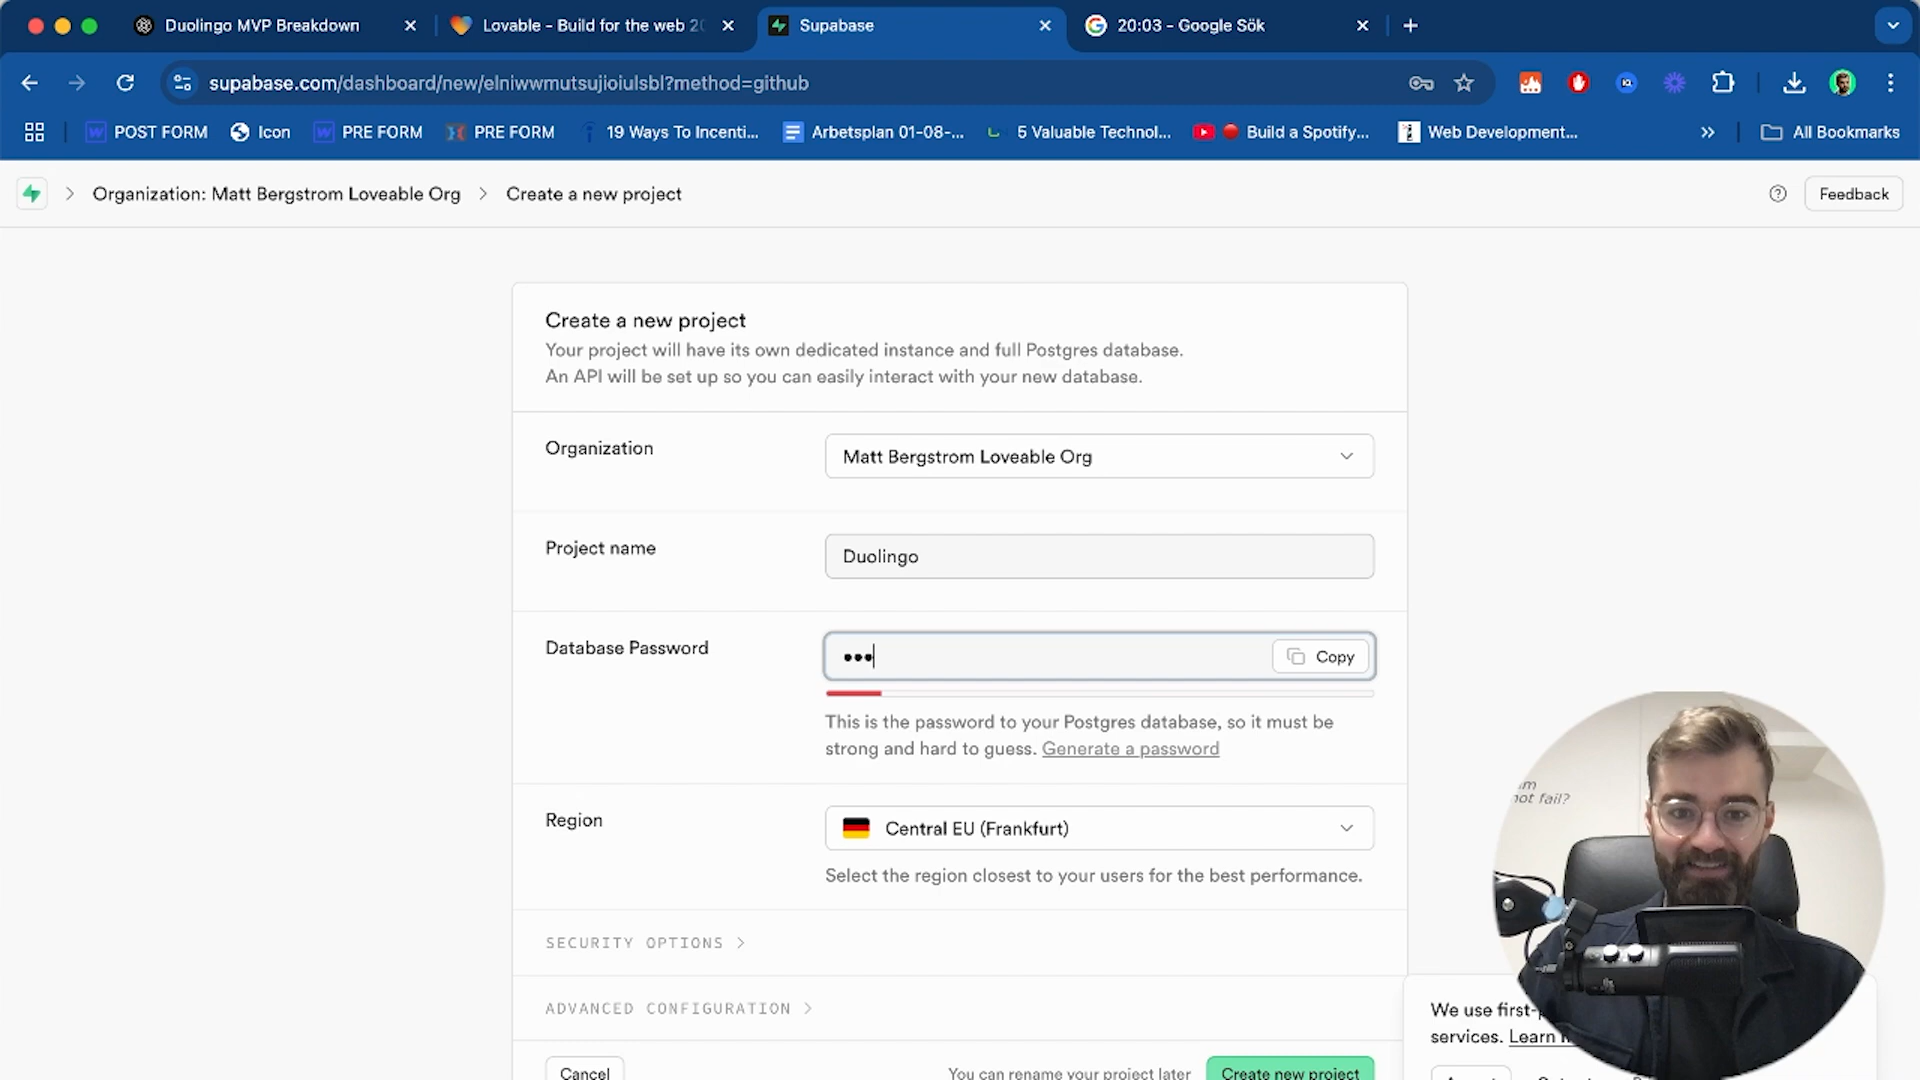 Duolingo MVP Breakdown
Lovable - Build for the web 20
Supabase
20:03 - Google Sök
supabase.com/dashboard/new/elniwwmutsujioiulsbl?method=github
POST FORM
Icon
PRE FORM
PRE FORM
19 Ways To Incenti...
Arbetsplan 01-08-...
5 Valuable Technol...
Build a Spotify...
Web Development...
All Bookmarks
Organization: Matt Bergstrom Loveable Org
Create a new project
Feedback
Create a new project
Your project will have its own dedicated instance and full Postgres database.
An API will be set up so you can easily interact with your new database.
Organization
Matt Bergstrom Loveable Org
Project name
Duolingo
Database Password
•••
Copy
This is the password to your Postgres database, so it must be
strong and hard to guess. Generate a password
Region
Central EU (Frankfurt)
Select the region closest to your users for the best performance.
SECURITY OPTIONS
ADVANCED CONFIGURATION
Cancel
You can rename your project later
Create new project
not fail?
We use first-
services. Learn